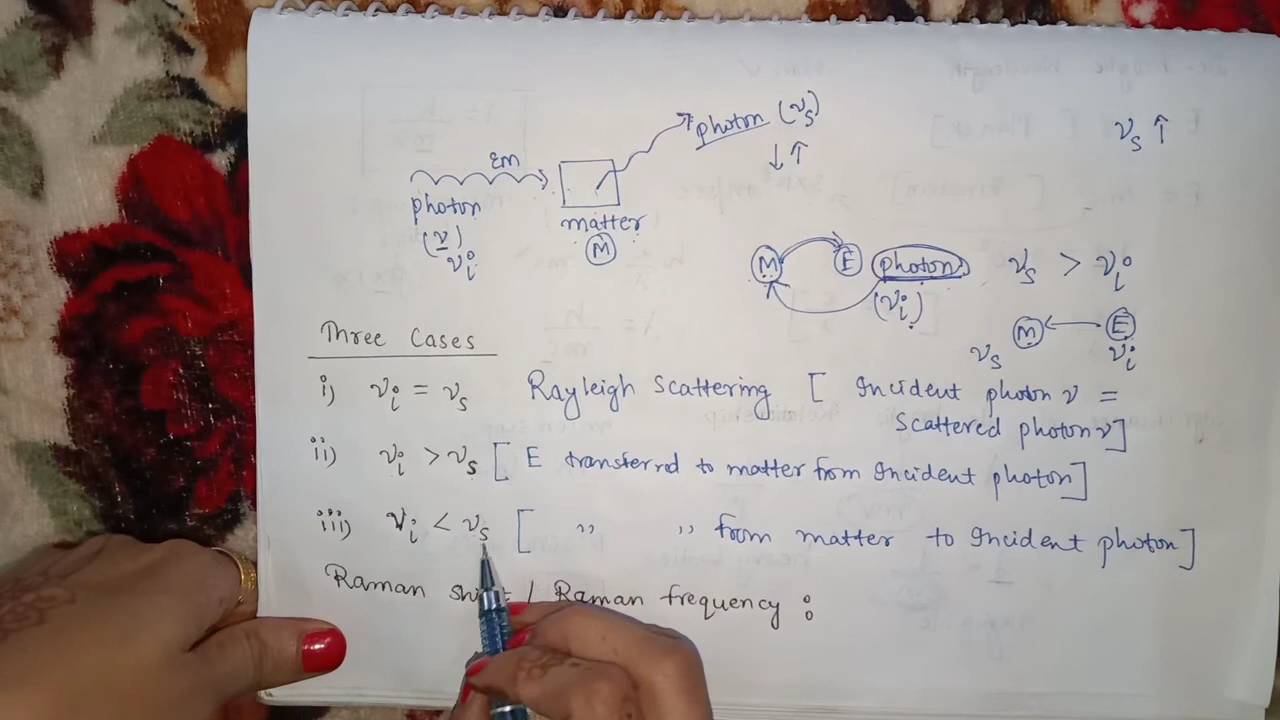 photon (νs)
↓↑
νs ↑
EM
photon
(ν)
νi
matter
M
M E photon νs > νi
(νi)
M ← E
νs νi
Three Cases
i) νi = νs Rayleigh Scattering [ Incident photon ν =
Scattered photon ν]
ii) νi > νs [ E transferred to matter from Incident photon]
iii) νi < νs [ ,, ,, from matter to Incident photon]
Raman / Raman frequency :